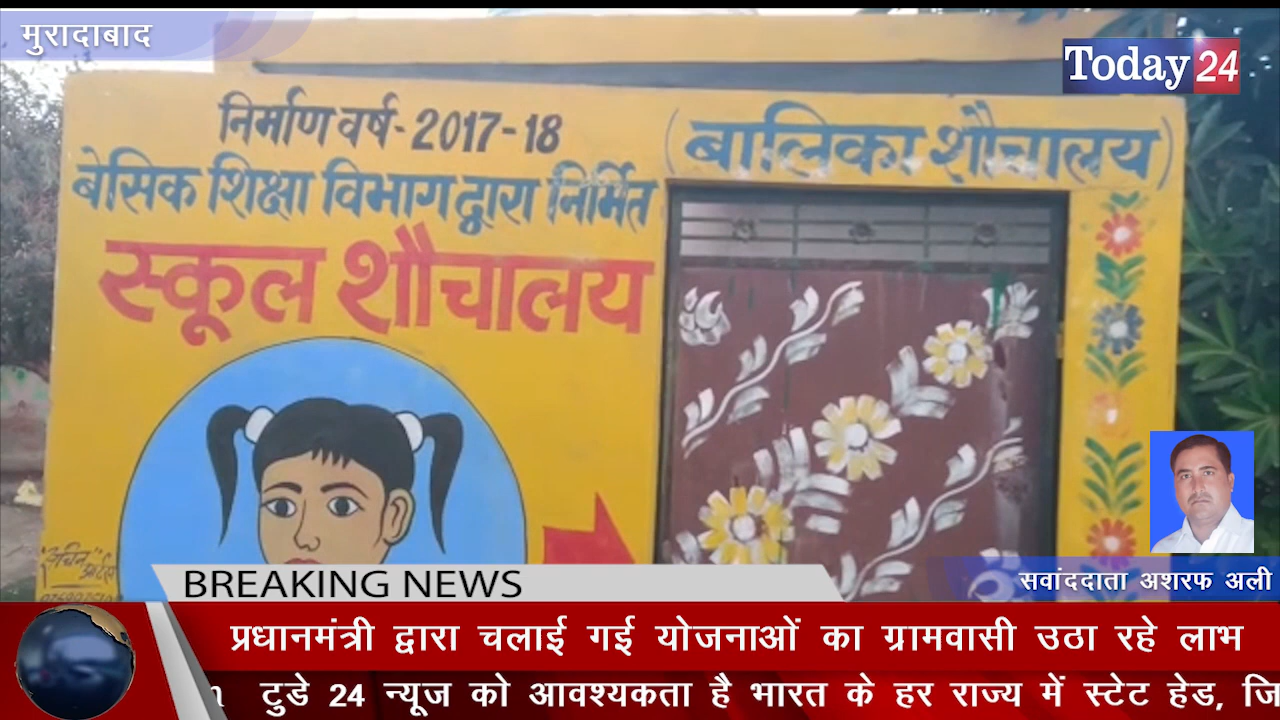 मुरादाबाद
Today 24
निर्माण वर्ष- 2017-18
(बालिका शौचालय)
बेसिक शिक्षा विभाग द्वारा निर्मित
स्कूल शौचालय
BREAKING NEWS
सवांददाता अशरफ अली
प्रधानमंत्री द्वारा चलाई गई योजनाओं का ग्रामवासी उठा रहे लाभ
टुडे 24 न्यूज को आवश्यकता है भारत के हर राज्य में स्टेट हेड, जि